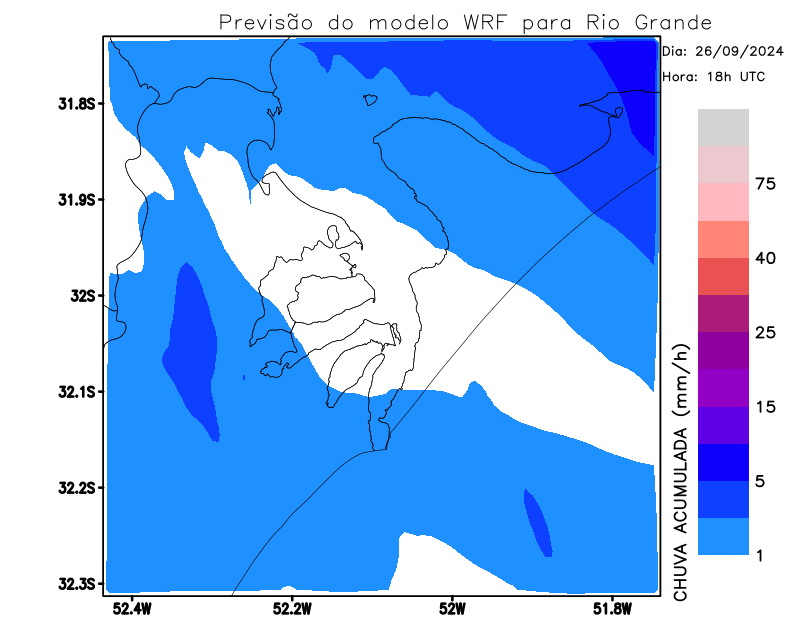 Previsão do modelo WRF para Rio Grande
Dia: 26/09/2024
Hora: 18h UTC
31.8S
31.9S
32S
32.1S
32.2S
32.3S
52.4W
52.2W
52W
51.8W
75
40
25
15
5
1
CHUVA ACUMULADA (mm/h)